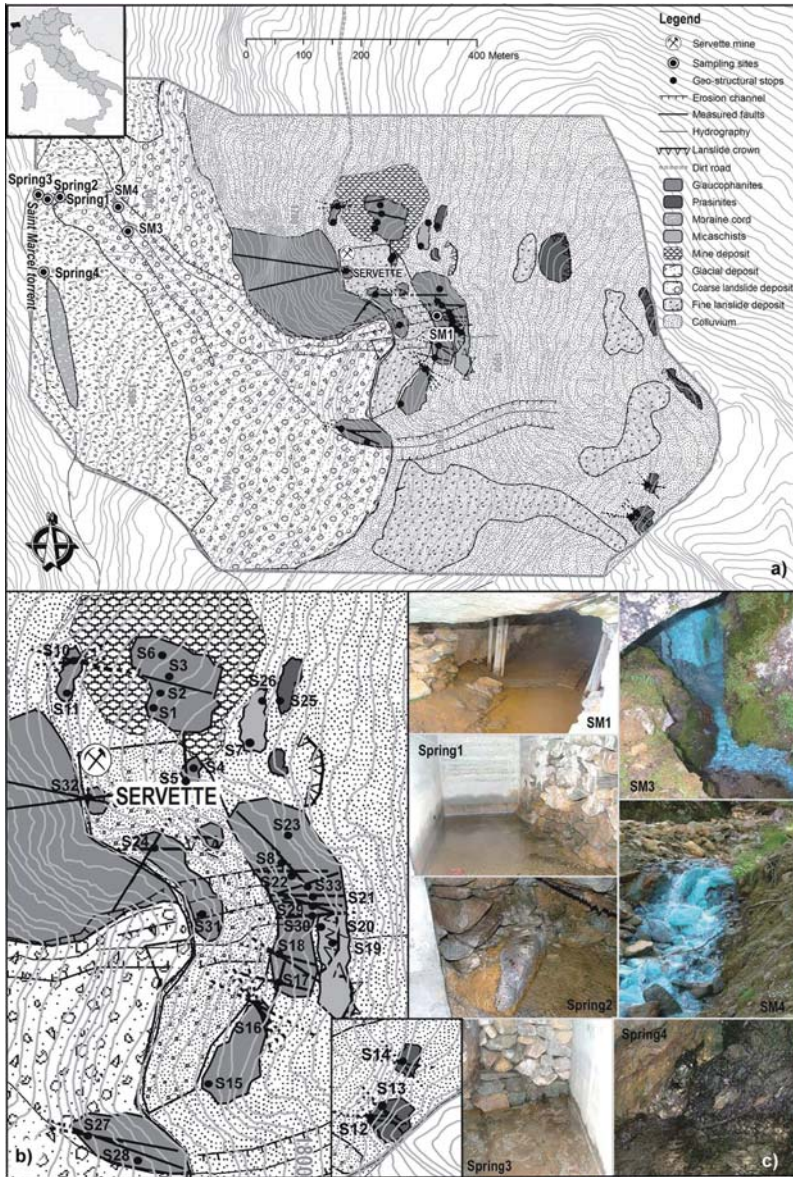 0 100 200 400 Meters
Legend
Servette mine
Sampling sites
Geo-structural stops
Erosion channel
Measured faults
Hydrography
Lanslide crown
Dirt road
Glaucophanites
Prasinites
Moraine cord
Micaschists
Mine deposit
Glacial deposit
Coarse landslide deposit
Fine lanslide deposit
Colluvium
Spring3
Spring2
Spring1
SM4
SM3
Saint Marcel torrent
Spring4
SERVETTE
SM1
a)
S10
S6
S3
S2
S1
S11
S26
S25
S7
S4
S5
S32
SERVETTE
S23
S24
S8
S22
S33
S21
S29
S30
S20
S31
S18
S19
S17
S16
S15
S14
S13
S12
S27
S28
1800
b)
SM1
SM3
Spring1
Spring2
SM4
Spring3
Spring4
c)